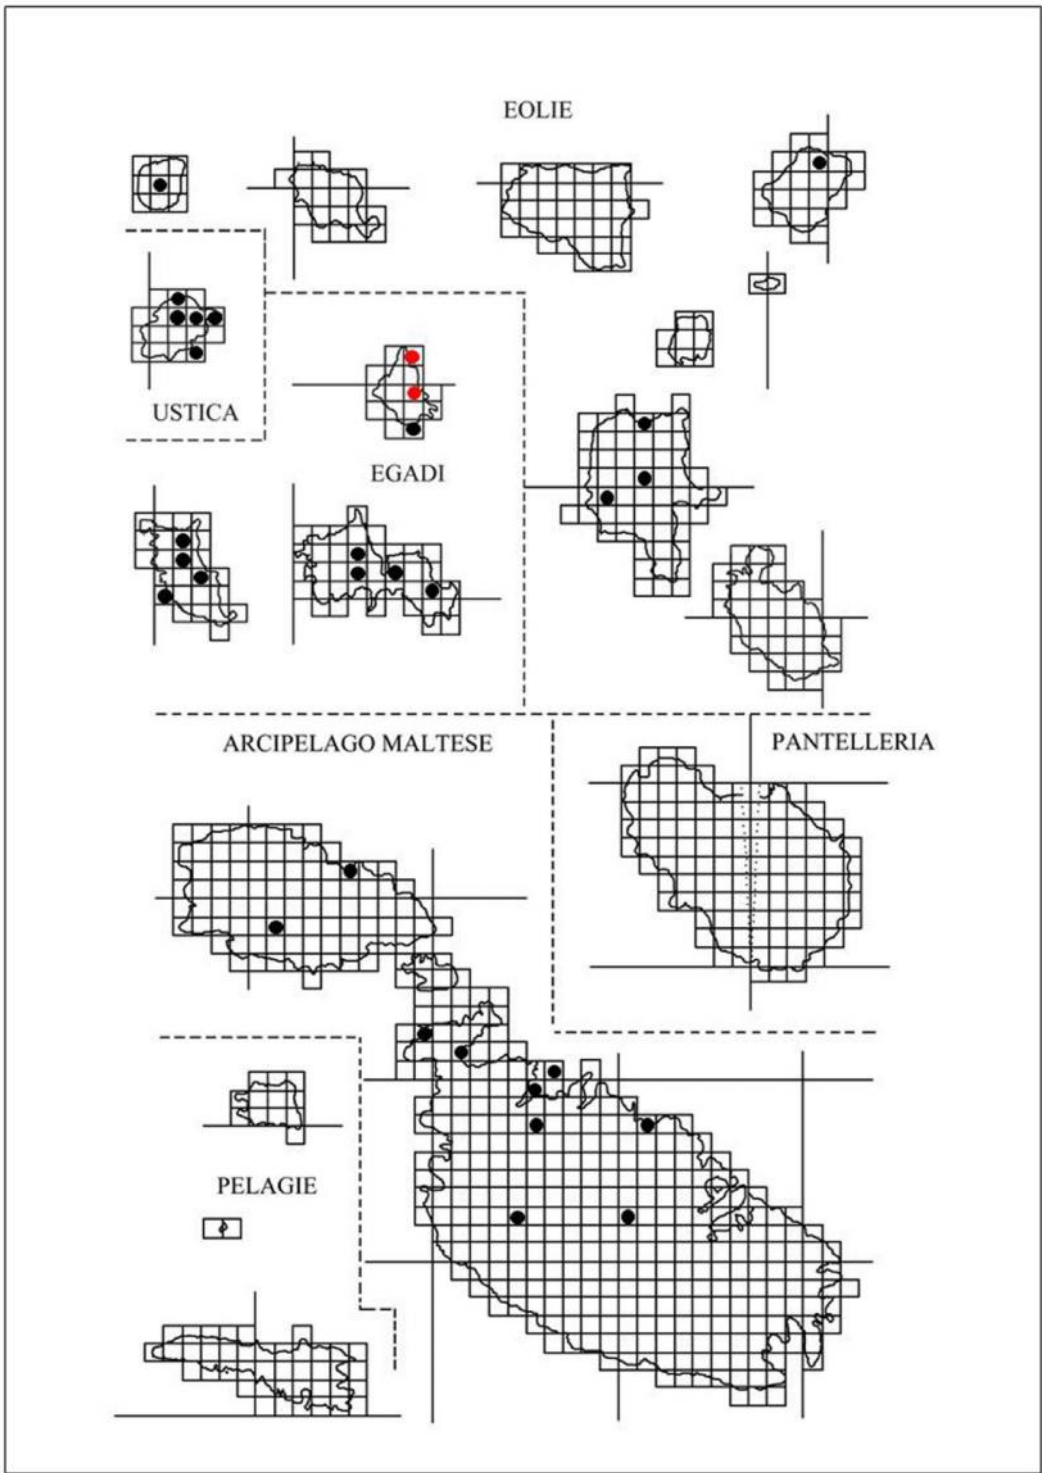 EOLIE
USTICA
EGADI
ARCIPELAGO MALTESE
PANTELLERIA
PELAGIE